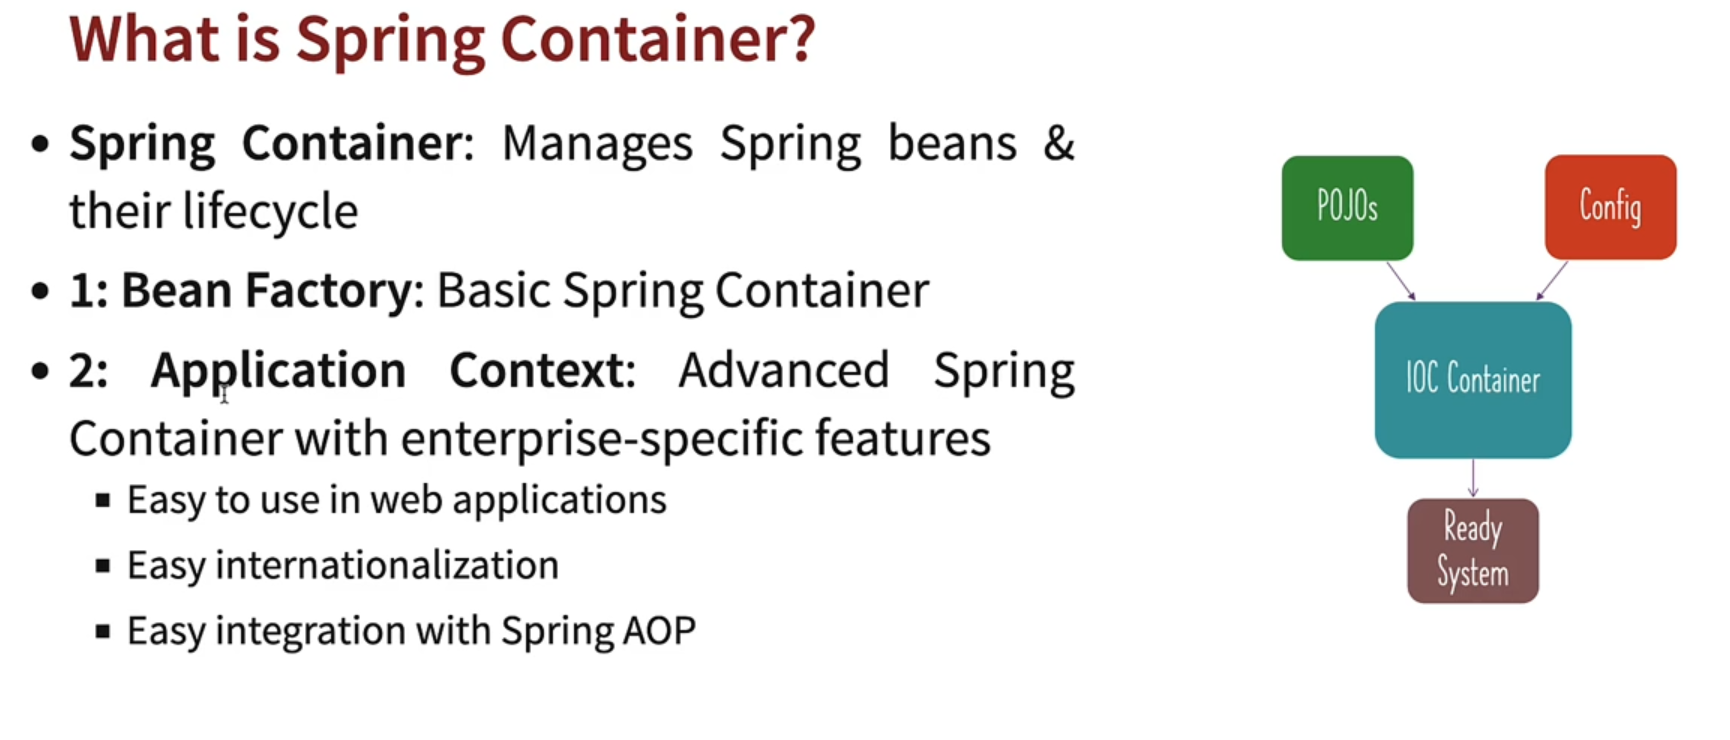 What is Spring Container?
• Spring Container: Manages Spring beans &
their lifecycle
• 1: Bean Factory: Basic Spring Container
• 2: Application Context: Advanced Spring
Container with enterprise-specific features
▪ Easy to use in web applications
▪ Easy internationalization
▪ Easy integration with Spring AOP
POJOs
Config
IOC Container
Ready
System